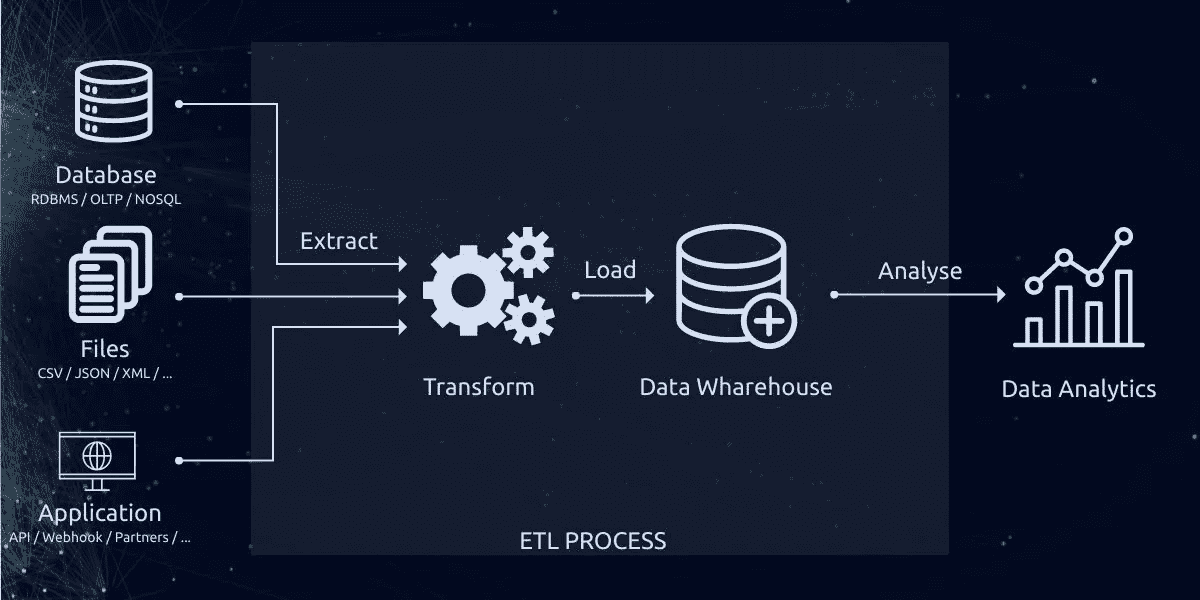 Database
RDBMS / OLTP / NOSQL
Files
CSV / JSON / XML / ...
Application
API / Webhook / Partners / ...
Extract
Transform
Load
Data Wharehouse
Analyse
Data Analytics
ETL PROCESS